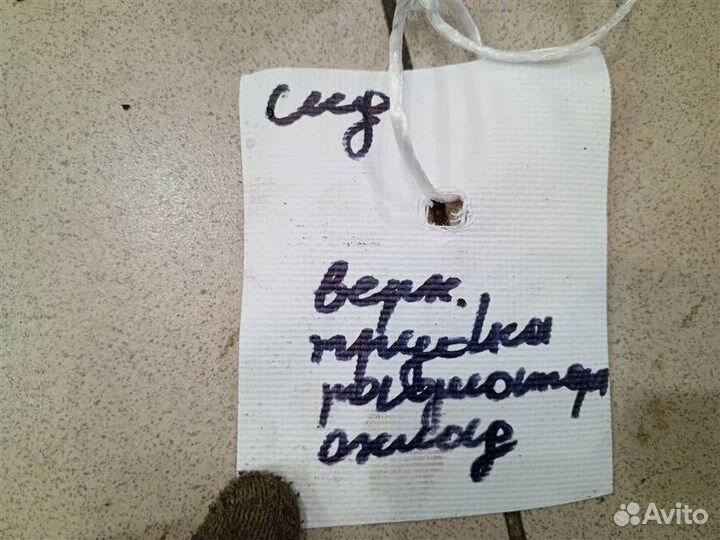 сид
верх.
трубка
радиатора
охлад
Avito